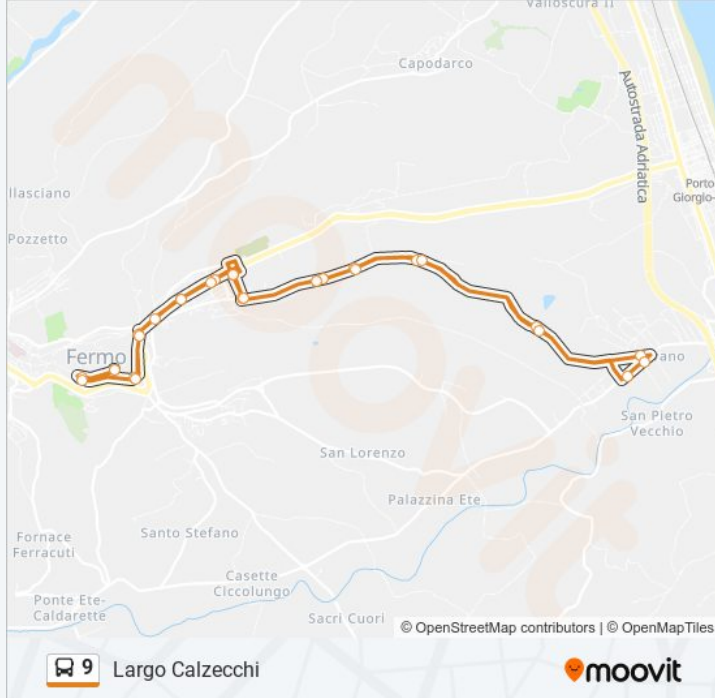 Valloscura II
Capodarco
Autostrada Adriatica
Porto
Giorgio-
llasciano
Pozzetto
Fermo
ano
San Pietro
Vecchio
San Lorenzo
Palazzina Ete
Santo Stefano
Fornace
Ferracuti
Casette
Ciccolungo
Ponte Ete-
Caldarette
Sacri Cuori
© OpenStreetMap contributors | © OpenMapTiles
9 Largo Calzecchi
moovit